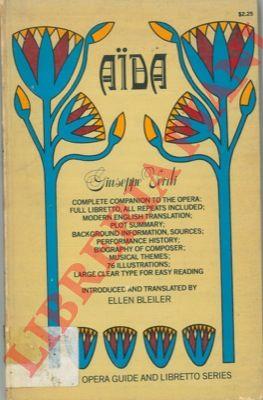 $2.25
AÏDA
Giuseppe Verdi
COMPLETE COMPANION TO THE OPERA:
FULL LIBRETTO, ALL REPEATS INCLUDED;
MODERN ENGLISH TRANSLATION;
PLOT SUMMARY;
BACKGROUND INFORMATION, SOURCES;
PERFORMANCE HISTORY;
BIOGRAPHY OF COMPOSER;
MUSICAL THEMES;
76 ILLUSTRATIONS;
LARGE CLEAR TYPE FOR EASY READING
INTRODUCED AND TRANSLATED BY
ELLEN BLEILER
OPERA GUIDE AND LIBRETTO SERIES